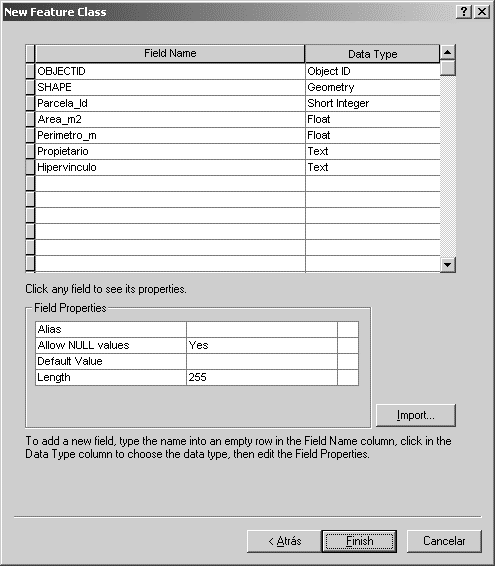 New Feature Class
Field Name Data Type
OBJECTID Object ID
SHAPE Geometry
Parcela_Id Short Integer
Area_m2 Float
Perimetro_m Float
Propietario Text
Hipervinculo Text
Click any field to see its properties.
Field Properties
Alias
Allow NULL values Yes
Default Value
Length 255
Import...
To add a new field, type the name into an empty row in the Field Name column, click in the
Data Type column to choose the data type, then edit the Field Properties.
< Atrás Finish Cancelar